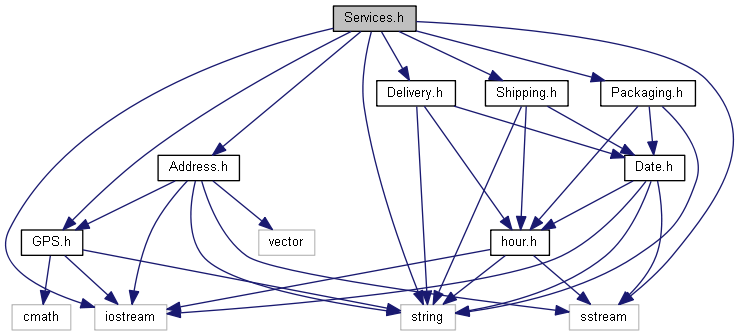 Services.h
Delivery.h
Shipping.h
Packaging.h
Address.h
Date.h
GPS.h
vector
hour.h
cmath
iostream
string
sstream